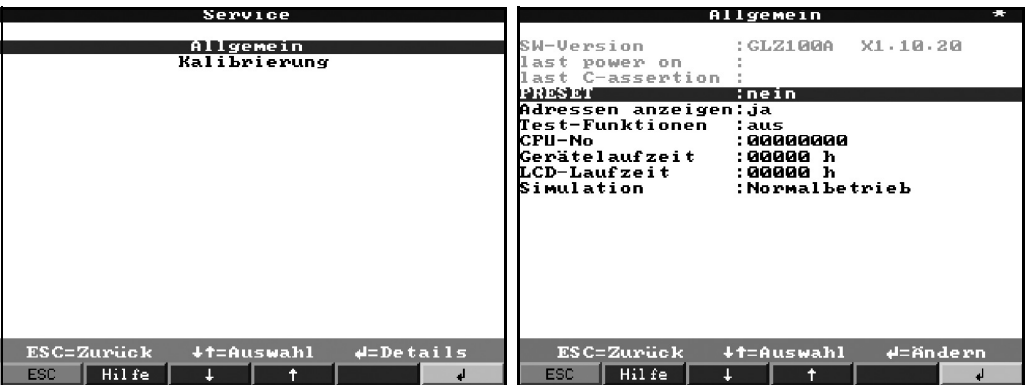 Service
Allgemein
Kalibrierung
ESC=Zurück ↓↑=Auswahl ↲=Details
ESC Hilfe ↓ ↑ ↲
Allgemein *
SW-Version :GLZ100A X1.10.20
last power on :
last C-assertion :
PRESET :nein
Adressen anzeigen:ja
Test-Funktionen :aus
CPU-No :00000000
Gerätelaufzeit :00000 h
LCD-Laufzeit :00000 h
Simulation :Normalbetrieb
ESC=Zurück ↓↑=Auswahl ↲=Ändern
ESC Hilfe ↓ ↑ ↲